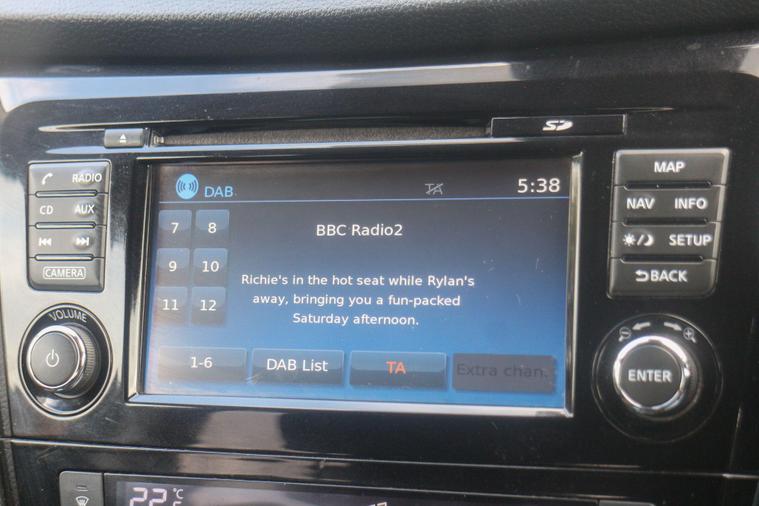 SD
RADIO
CD AUX
CAMERA
VOLUME
DAB TA 5:38
7 8
BBC Radio2
9 10
Richie's in the hot seat while Rylan's
away, bringing you a fun-packed
Saturday afternoon.
11 12
1-6 DAB List TA Extra chan.
MAP
NAV INFO
SETUP
BACK
ENTER
22 °C